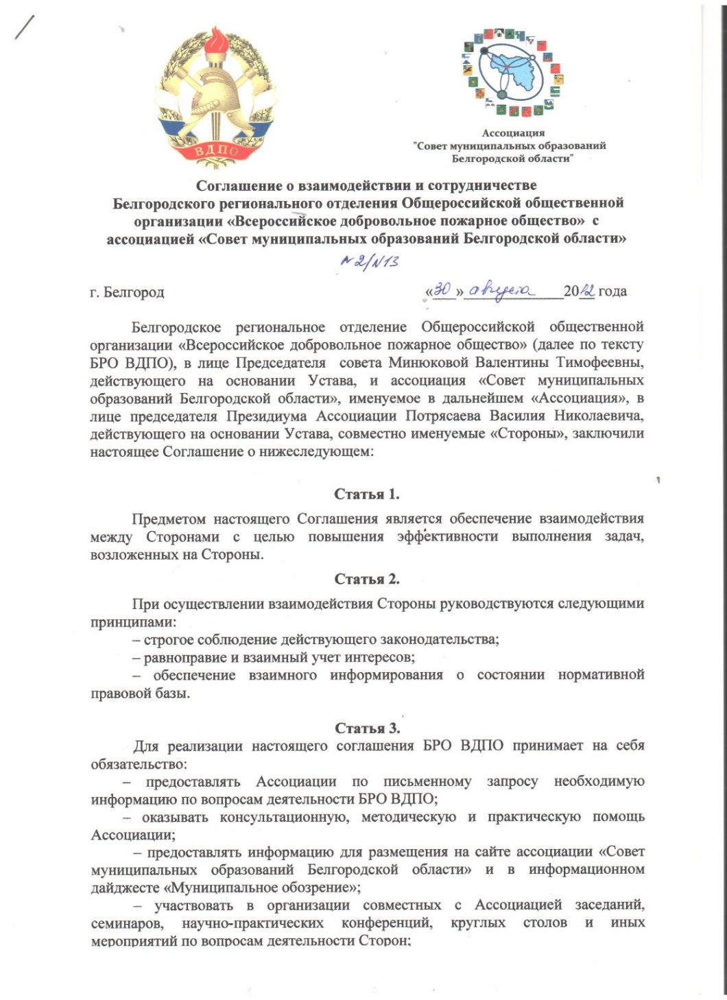 ВДПО
Ассоциация
"Совет муниципальных образований
Белгородской области"
Соглашение о взаимодействии и сотрудничестве
Белгородского регионального отделения Общероссийской общественной
организации «Всероссийское добровольное пожарное общество» с
ассоциацией «Совет муниципальных образований Белгородской области»
№2/№13
г. Белгород «30» августа 2012 года
Белгородское региональное отделение Общероссийской общественной
организации «Всероссийское добровольное пожарное общество» (далее по тексту
БРО ВДПО), в лице Председателя совета Минюковой Валентины Тимофеевны,
действующего на основании Устава, и ассоциация «Совет муниципальных
образований Белгородской области», именуемое в дальнейшем «Ассоциация», в
лице председателя Президиума Ассоциации Потрясаева Василия Николаевича,
действующего на основании Устава, совместно именуемые «Стороны», заключили
настоящее Соглашение о нижеследующем:
Статья 1.
Предметом настоящего Соглашения является обеспечение взаимодействия
между Сторонами с целью повышения эффективности выполнения задач,
возложенных на Стороны.
Статья 2.
При осуществлении взаимодействия Стороны руководствуются следующими
принципами:
– строгое соблюдение действующего законодательства;
– равноправие и взаимный учет интересов;
– обеспечение взаимного информирования о состоянии нормативной
правовой базы.
Статья 3.
Для реализации настоящего соглашения БРО ВДПО принимает на себя
обязательство:
– предоставлять Ассоциации по письменному запросу необходимую
информацию по вопросам деятельности БРО ВДПО;
– оказывать консультационную, методическую и практическую помощь
Ассоциации;
– предоставлять информацию для размещения на сайте ассоциации «Совет
муниципальных образований Белгородской области» и в информационном
дайджесте «Муниципальное обозрение»;
– участвовать в организации совместных с Ассоциацией заседаний,
семинаров, научно-практических конференций, круглых столов и иных
мероприятий по вопросам деятельности Сторон;